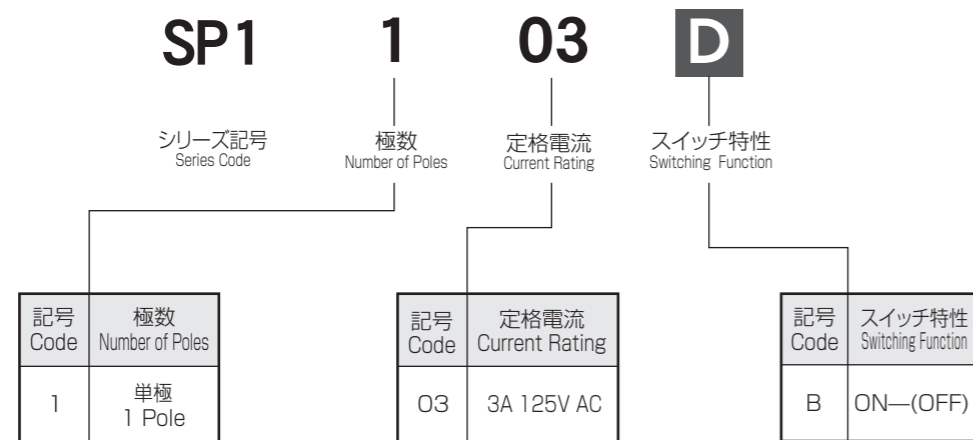 SP1 1 03 D
シリーズ記号 極数 定格電流 スイッチ特性
Series Code Number of Poles Current Rating Switching Function
記号 極数
Code Number of Poles
1 単極
1 Pole
記号 定格電流
Code Current Rating
03 3A 125V AC
記号 スイッチ特性
Code Switching Function
B ON―(OFF)